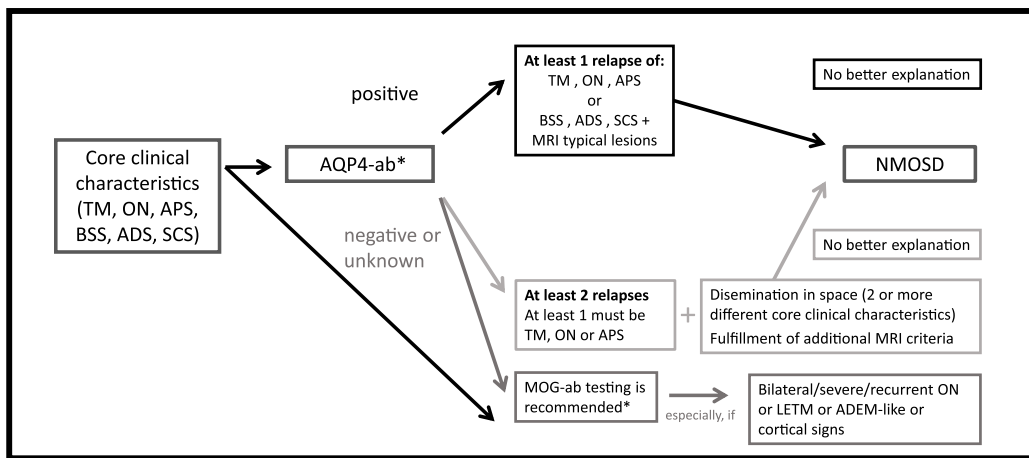 Core clinical
characteristics
(TM, ON, APS,
BSS, ADS, SCS)
AQP4-ab*
positive
At least 1 relapse of:
TM , ON , APS
or
BSS , ADS , SCS +
MRI typical lesions
No better explanation
NMOSD
negative or
unknown
At least 2 relapses
At least 1 must be
TM, ON or APS
+
Disemination in space (2 or more
different core clinical characteristics)
Fulfillment of additional MRI criteria
No better explanation
MOG-ab testing is
recommended*
especially, if
Bilateral/severe/recurrent ON
or LETM or ADEM-like or
cortical signs